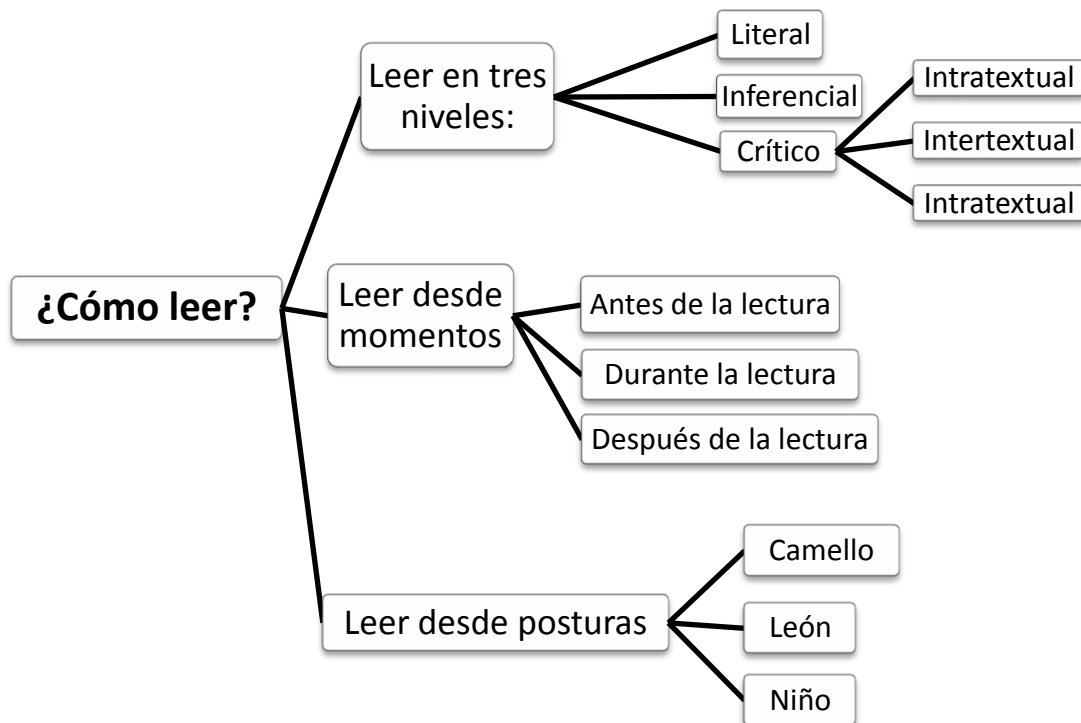 ¿Cómo leer?
Leer en tres
niveles:
Literal
Inferencial
Crítico
Intratextual
Intertextual
Intratextual
Leer desde
momentos
Antes de la lectura
Durante la lectura
Después de la lectura
Leer desde posturas
Camello
León
Niño